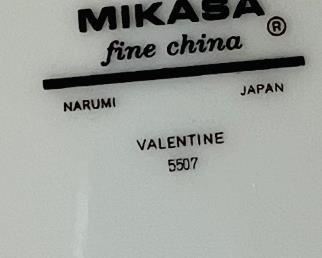 MIKASA ®
fine china
NARUMI JAPAN
VALENTINE
5507